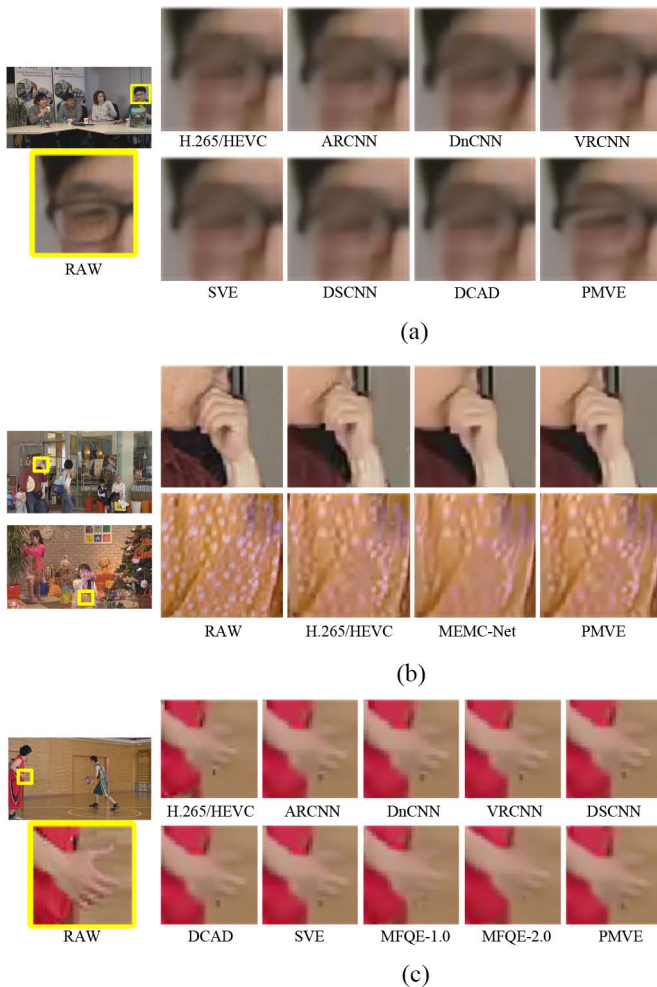 H.265/HEVC ARCNN DnCNN VRCNN
RAW
SVE DSCNN DCAD PMVE
(a)
RAW H.265/HEVC MEMC-Net PMVE
(b)
H.265/HEVC ARCNN DnCNN VRCNN DSCNN
RAW
DCAD SVE MFQE-1.0 MFQE-2.0 PMVE
(c)